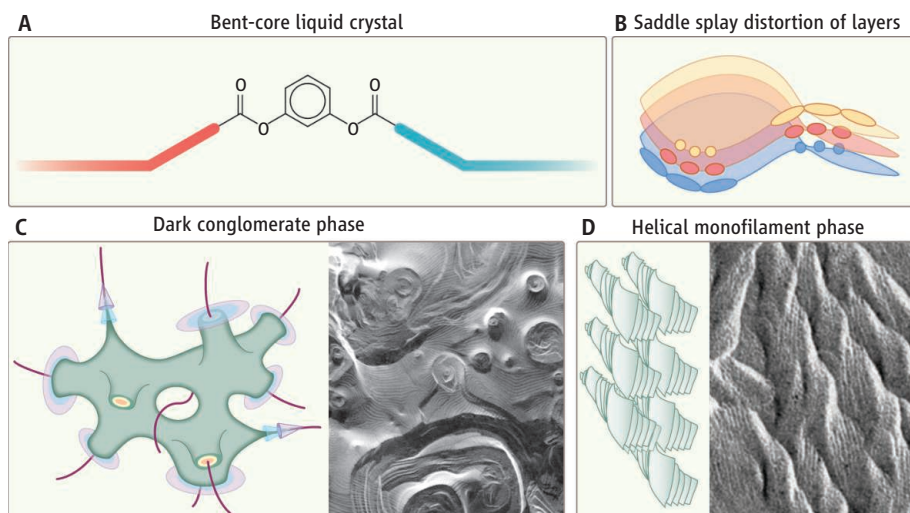 A Bent-core liquid crystal
B Saddle splay distortion of layers
O O
O O
C Dark conglomerate phase
D Helical monofilament phase